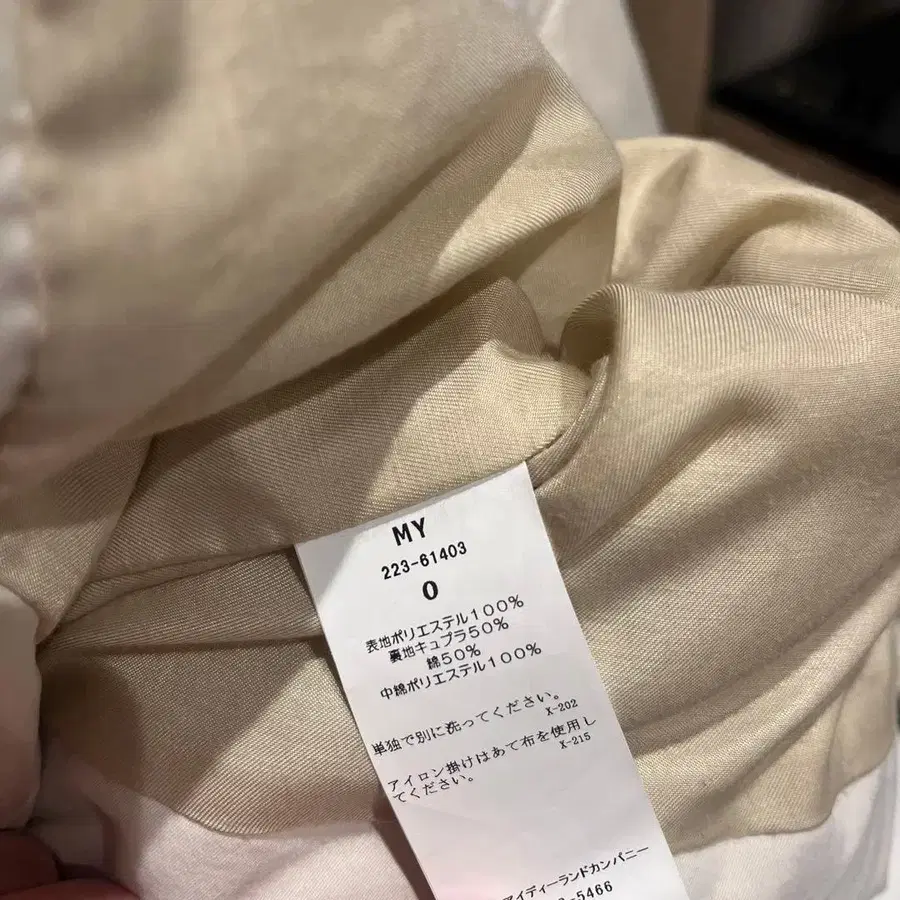 MY
223-61403
0
表地ポリエステル100%
裏地キュプラ50%
綿50%
中綿ポリエステル100%
単独で別に洗ってください。
X-202
アイロン掛けはあて布を使用し
てください。
X-215
アイディーランドカンパニー
-5466